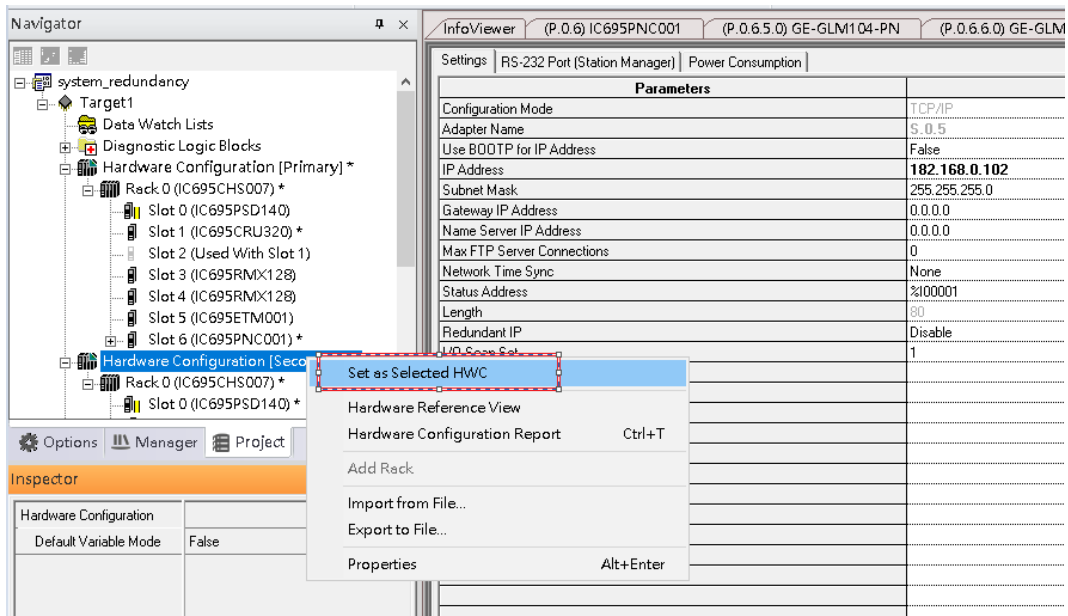 Navigator
system_redundancy
Target1
Data Watch Lists
Diagnostic Logic Blocks
Hardware Configuration [Primary] *
Rack 0 (IC695CHS007) *
Slot 0 (IC695PSD140)
Slot 1 (IC695CRU320) *
Slot 2 (Used With Slot 1)
Slot 3 (IC695RMX128)
Slot 4 (IC695RMX128)
Slot 5 (IC695ETM001)
Slot 6 (IC695PNC001) *
Hardware Configuration [Seco
Rack 0 (IC695CHS007) *
Slot 0 (IC695PSD140) *
Options Manager Project
Inspector
Hardware Configuration
Default Variable Mode False
InfoViewer (P.0.6) IC695PNC001 (P.0.6.5.0) GE-GLM104-PN (P.0.6.6.0) GE-GLM
Settings RS-232 Port (Station Manager) Power Consumption
Parameters
Configuration Mode TCP/IP
Adapter Name S.0.5
Use BOOTP for IP Address False
IP Address 182.168.0.102
Subnet Mask 255.255.255.0
Gateway IP Address 0.0.0.0
Name Server IP Address 0.0.0.0
Max FTP Server Connections 0
Network Time Sync None
Status Address %I00001
Length 80
Redundant IP Disable
I/O Scan Set 1
Set as Selected HWC
Hardware Reference View
Hardware Configuration Report Ctrl+T
Add Rack
Import from File...
Export to File...
Properties Alt+Enter